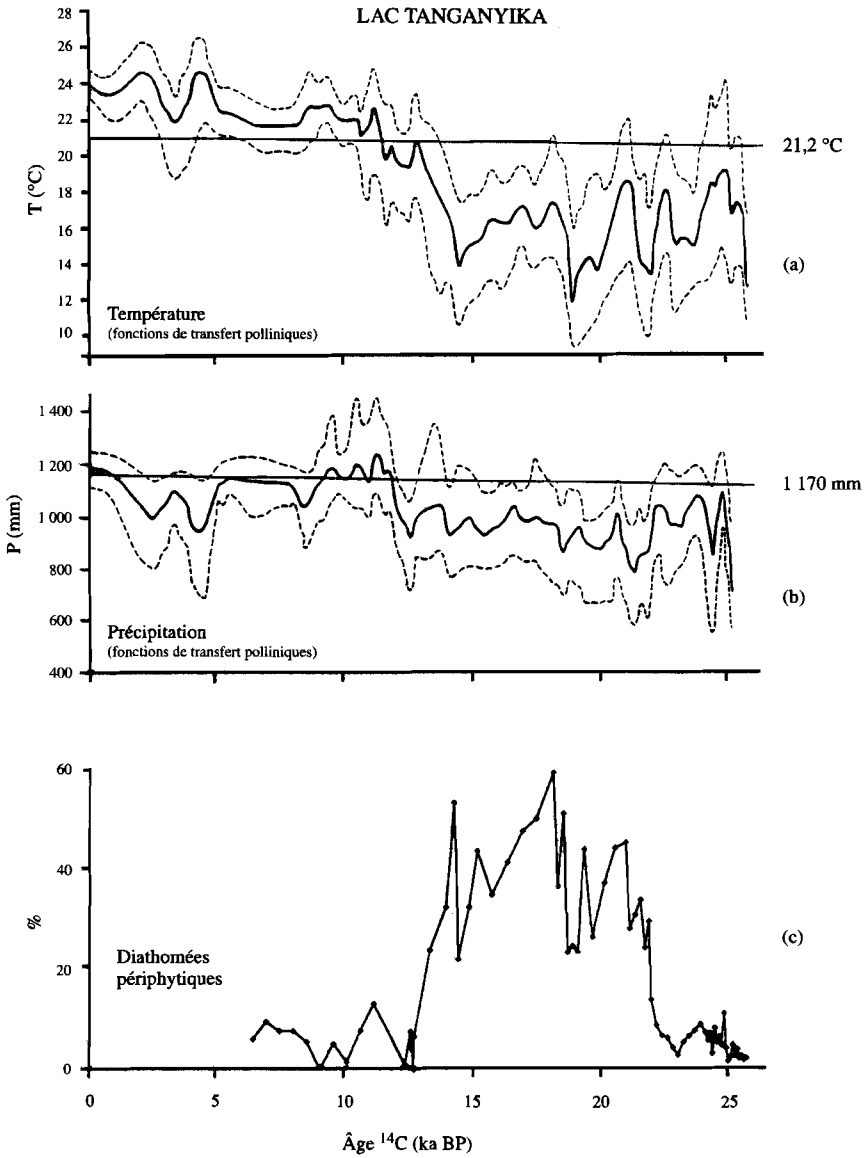 LAC TANGANYIKA
28
26
24
22
20
18
16
14
12
10
T (°C)
21,2 °C
(a)
Température
(fonctions de transfert polliniques)
1 400
1 200
1 000
800
600
400
P (mm)
1 170 mm
(b)
Précipitation
(fonctions de transfert polliniques)
60
40
20
0
%
(c)
Diathomées
périphytiques
0 5 10 15 20 25
Âge ¹⁴C (ka BP)